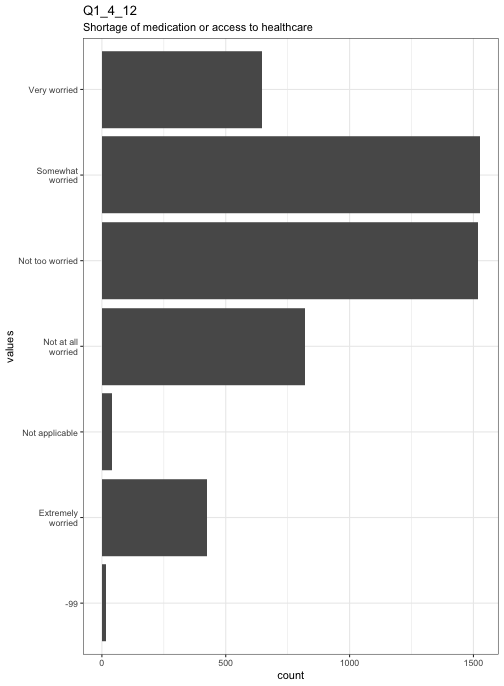 Q1_4_12
Shortage of medication or access to healthcare
Very worried
Somewhat
worried
Not too worried
Not at all
worried
Not applicable
Extremely
worried
-99
values
0
500
1000
1500
count